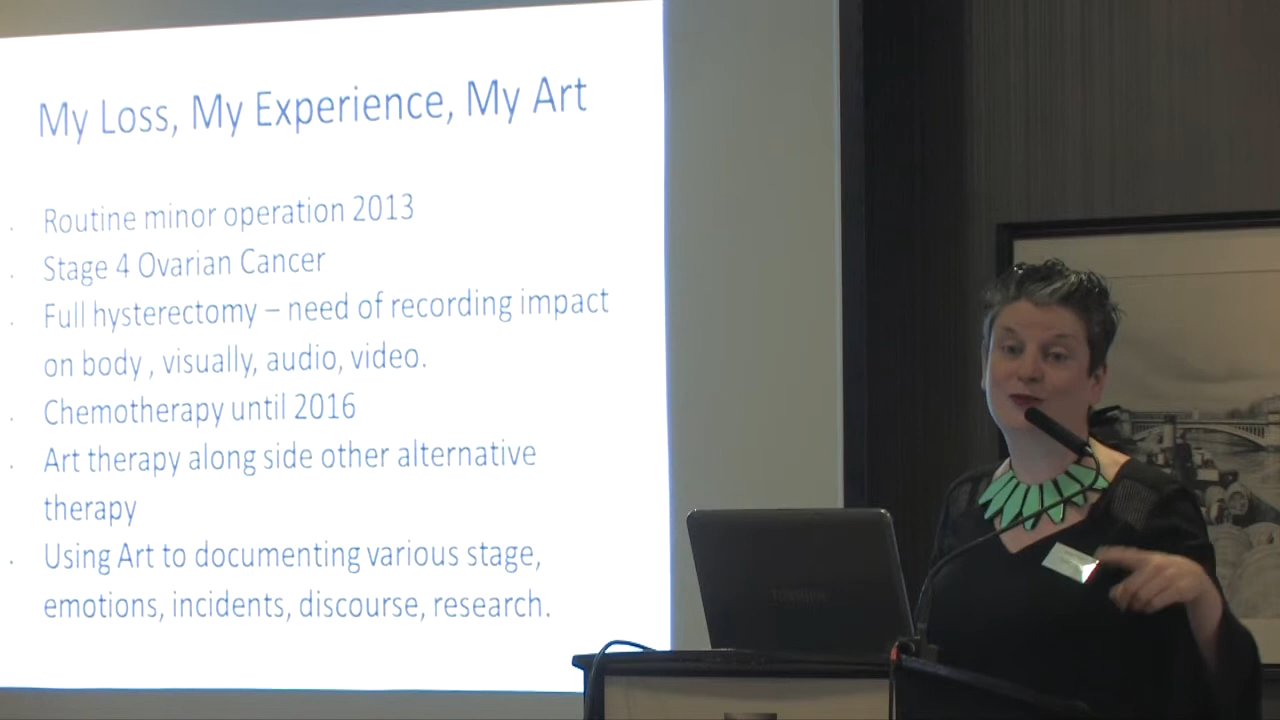 My Loss, My Experience, My Art
Routine minor operation 2013
Stage 4 Ovarian Cancer
Full hysterectomy – need of recording impact
on body , visually, audio, video.
Chemotherapy until 2016
Art therapy along side other alternative
therapy
Using Art to documenting various stage,
emotions, incidents, discourse, research.
TOSHIBA